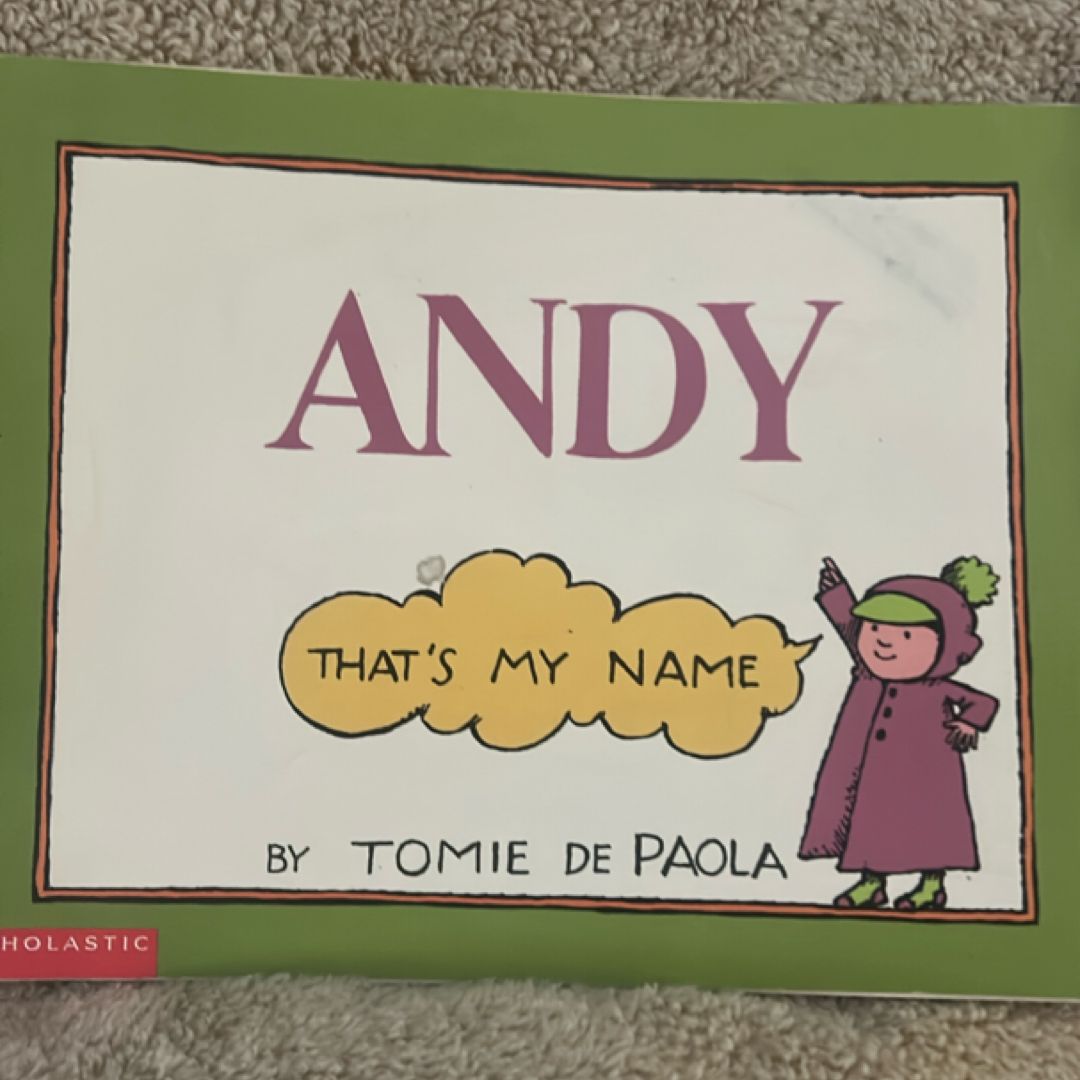 ANDY
THAT'S MY NAME
BY TOMIE DE PAOLA
HOLASTIC